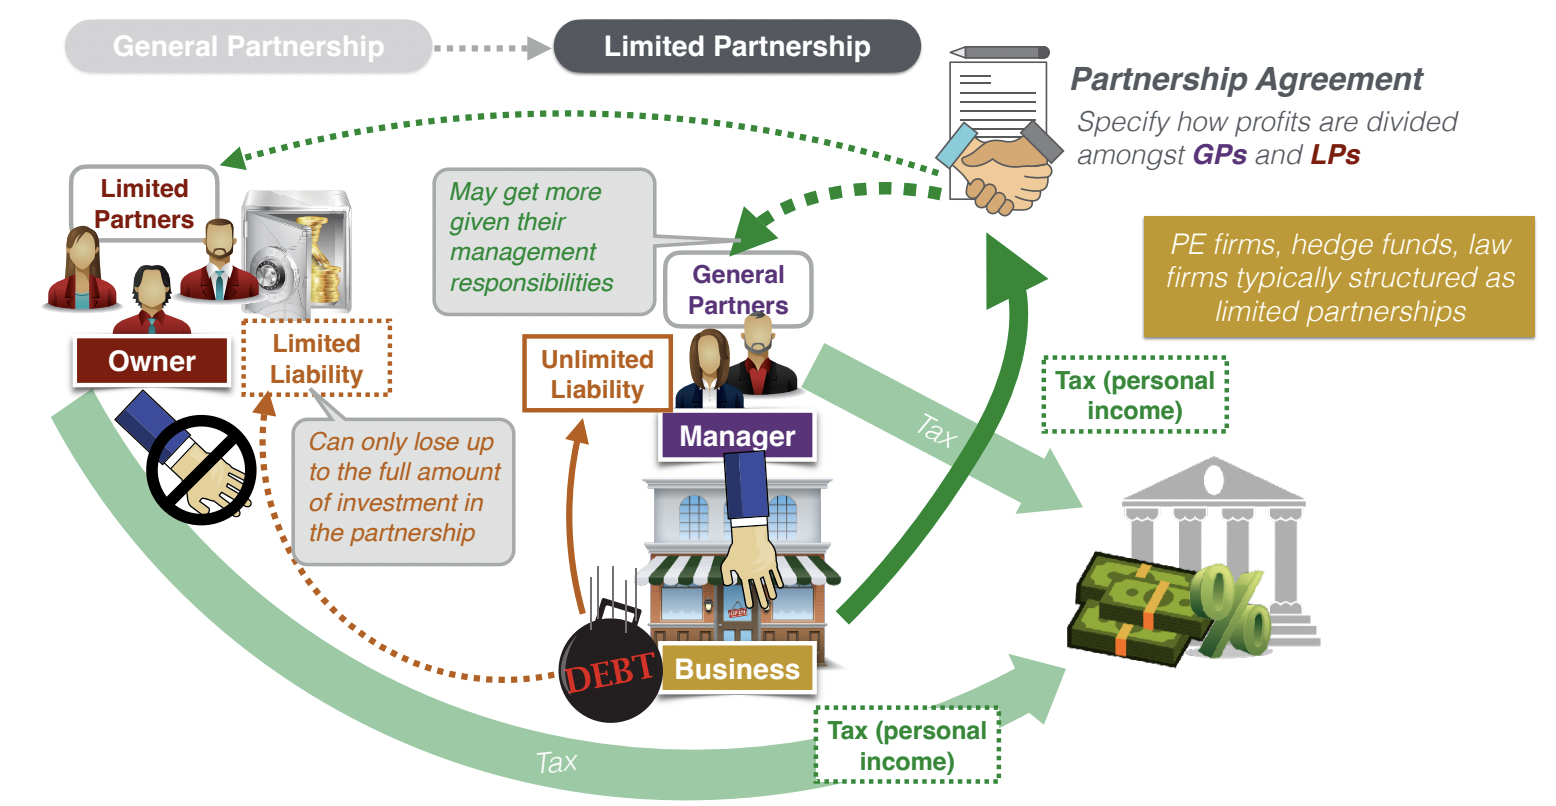 General Partnership
Limited Partnership
Partnership Agreement
Specify how profits are divided
amongst GPs and LPs
Limited
Partners
May get more
given their
management
responsibilities
General
Partners
PE firms, hedge funds, law
firms typically structured as
limited partnerships
Owner
Limited
Liability
Unlimited
Liability
Manager
Tax (personal
income)
Tax
Can only lose up
to the full amount
of investment in
the partnership
OPEN
DEBT
Business
Tax
Tax (personal
income)